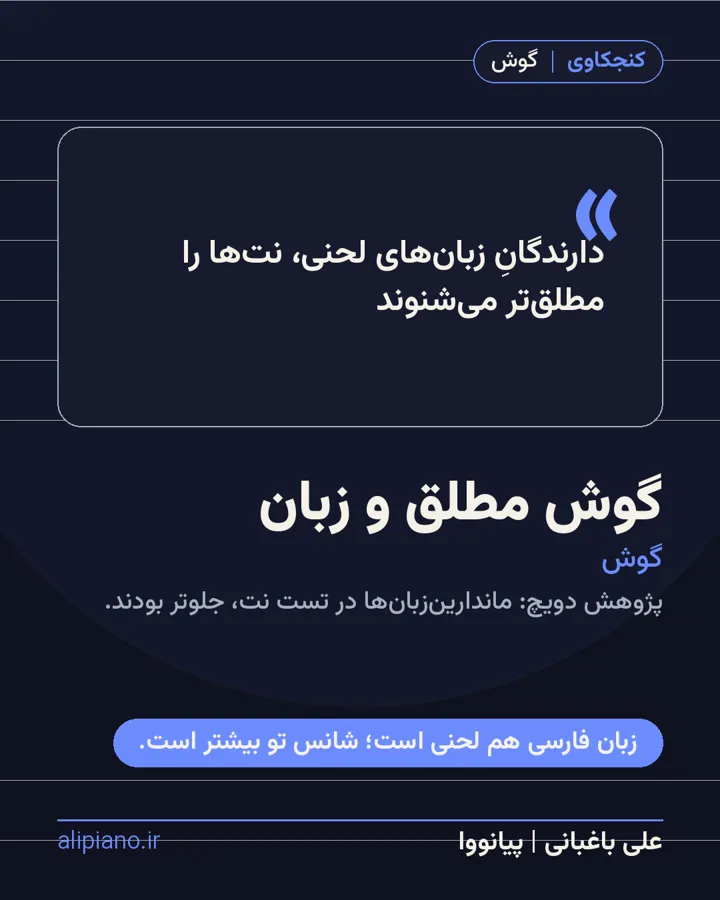 کنجکاوی | گوش
«
دارندگانِ زبان‌های لحنی، نت‌ها را
مطلق‌تر می‌شنوند
گوش مطلق و زبان
گوش
پژوهش دویچ: ماندارین‌زبان‌ها در تست نت، جلوتر بودند.
زبان فارسی هم لحنی است؛ شانس تو بیشتر است.
علی باغبانی | پیانووا
alipiano.ir